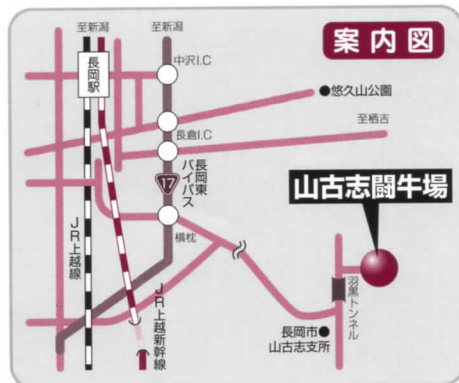 案内図
至新潟
至新潟
長岡駅
中沢I.C
悠久山公園
長倉I.C
至栖吉
17
長岡東
バイパス
山古志闘牛場
横枕
JR上越線
JR上越新幹線
羽黒トンネル
長岡市
山古志支所